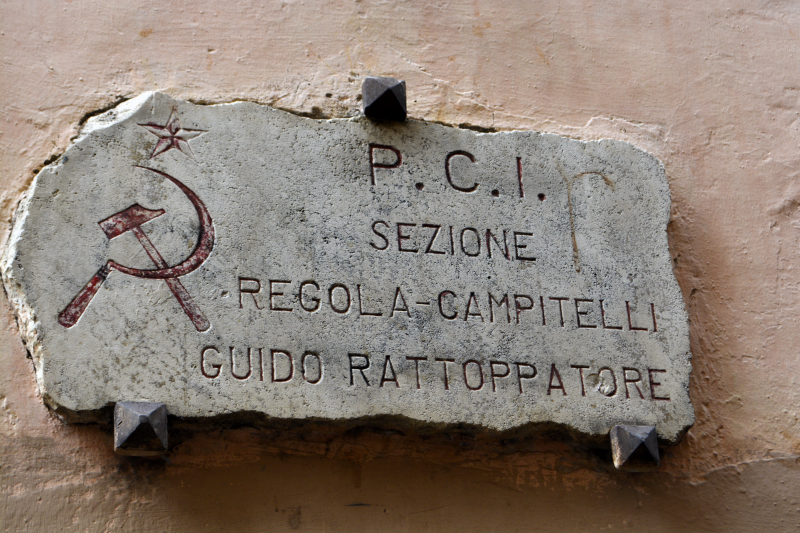 P.C.I.
SEZIONE
REGOLA-CAMPITELLI
GUIDO RATTOPPATORE